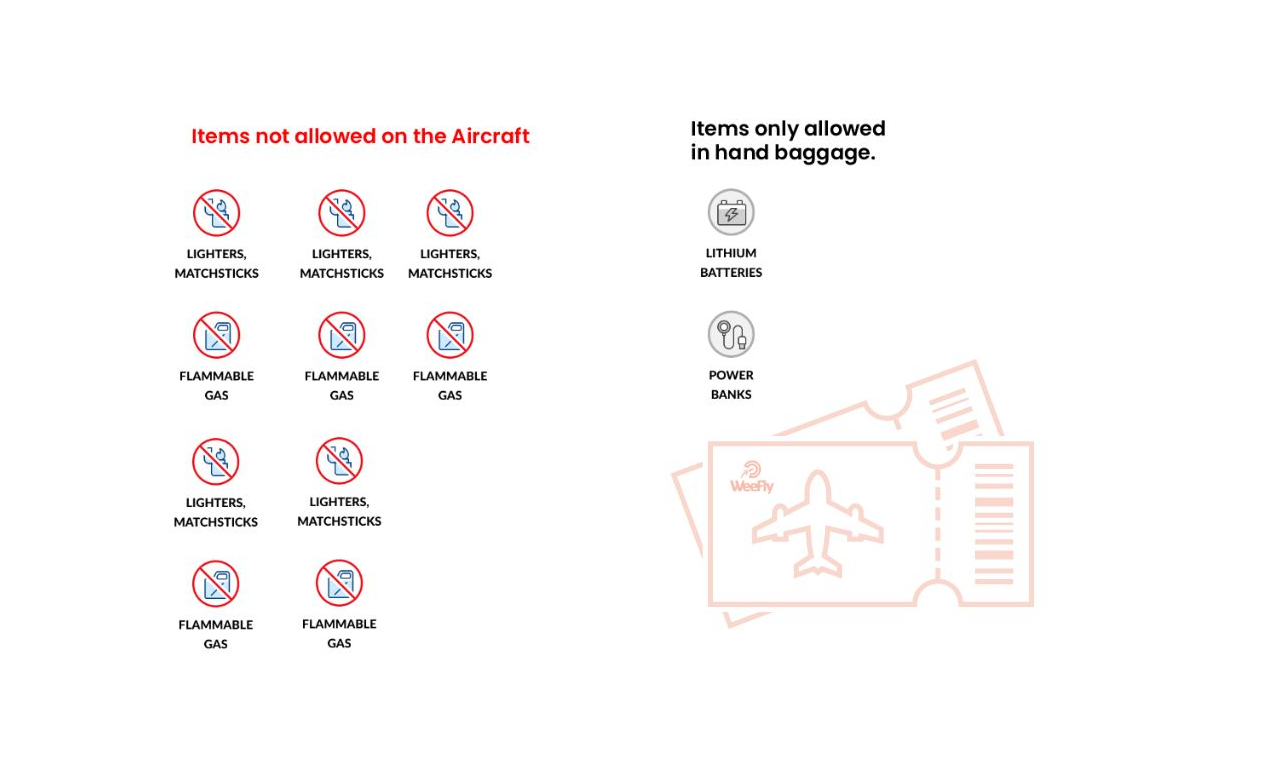 Items not allowed on the Aircraft
LIGHTERS,
MATCHSTICKS
LIGHTERS,
MATCHSTICKS
LIGHTERS,
MATCHSTICKS
FLAMMABLE
GAS
FLAMMABLE
GAS
FLAMMABLE
GAS
LIGHTERS,
MATCHSTICKS
LIGHTERS,
MATCHSTICKS
FLAMMABLE
GAS
FLAMMABLE
GAS
Items only allowed
in hand baggage.
LITHIUM
BATTERIES
POWER
BANKS
WeeFly